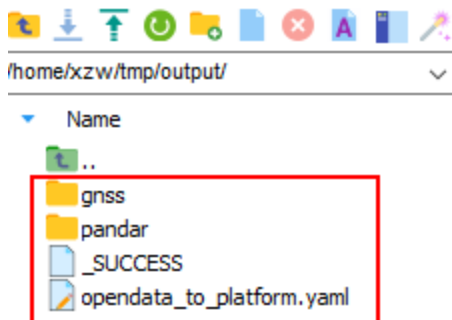 A
/home/xzw/tmp/output/
Name
..
gnss
pandar
_SUCCESS
opendata_to_platform.yaml